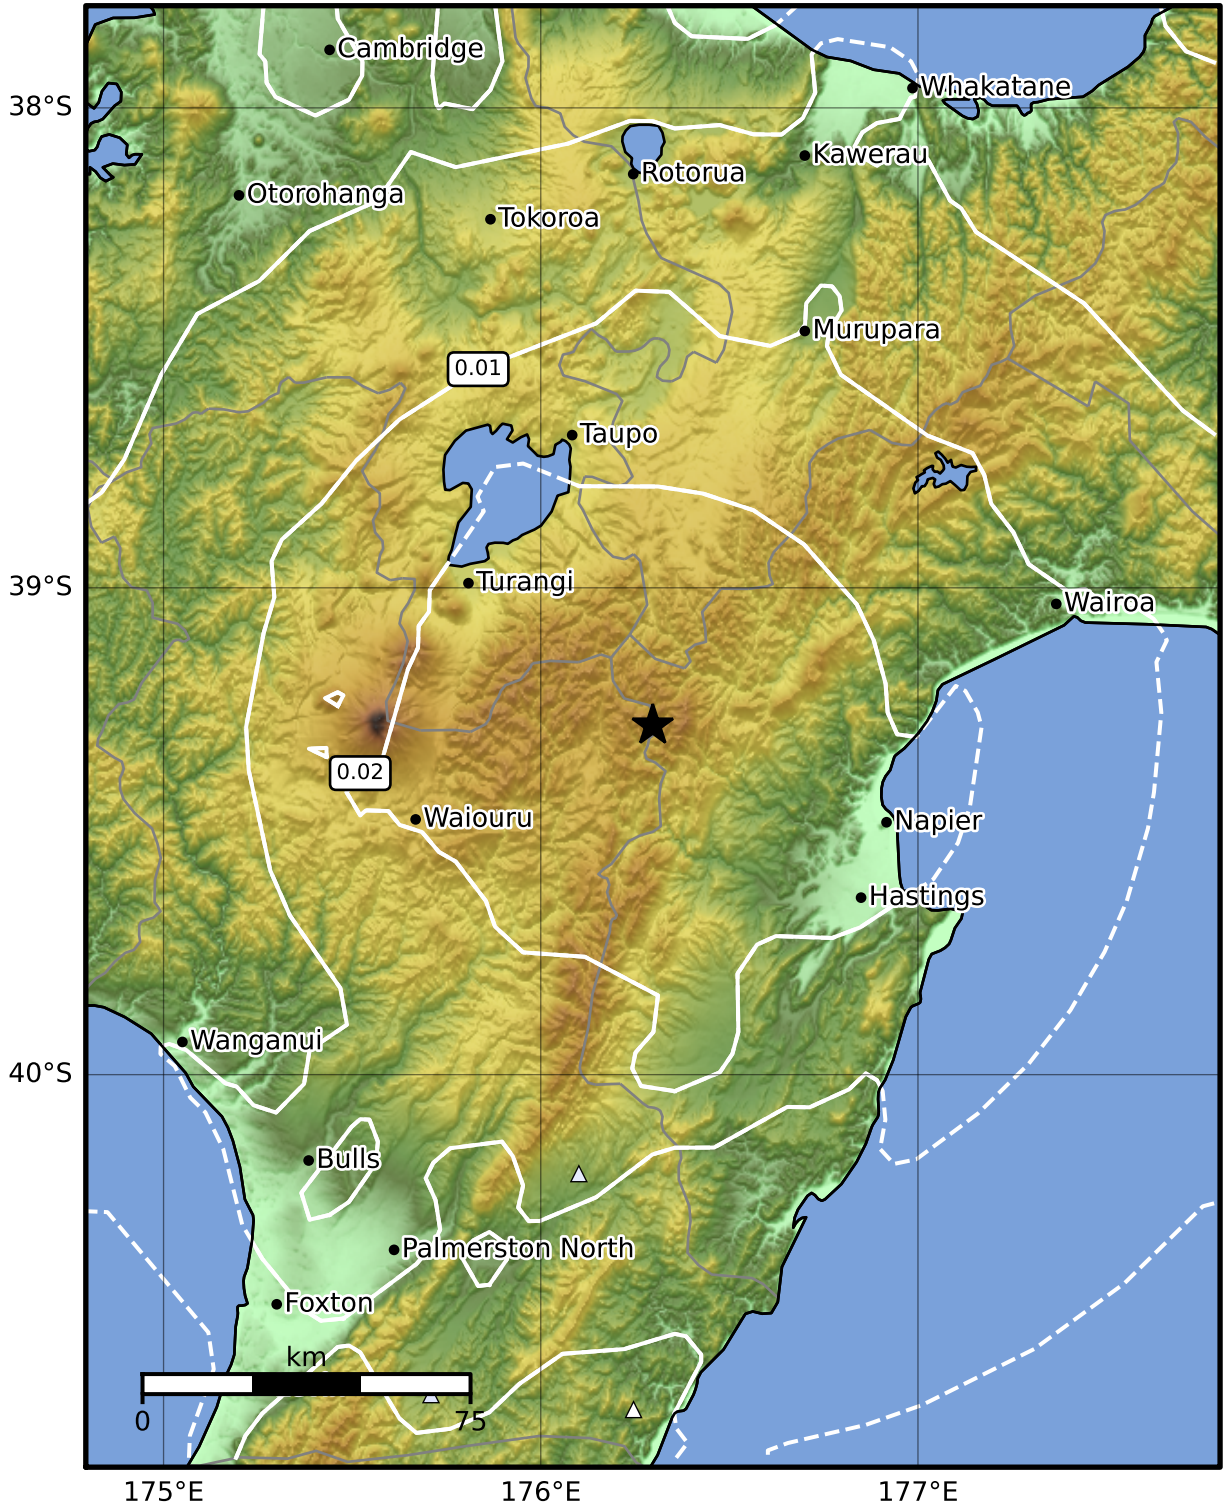 Cambridge
Whakatane
38°S
Kawerau
Rotorua
Otorohanga
Tokoroa
Murupara
0.01
Taupo
Turangi
39°S
Wairoa
0.02
Waiouru
Napier
Hastings
Wanganui
40°S
Bulls
Palmerston North
Foxton
km
0 75
175°E 176°E 177°E